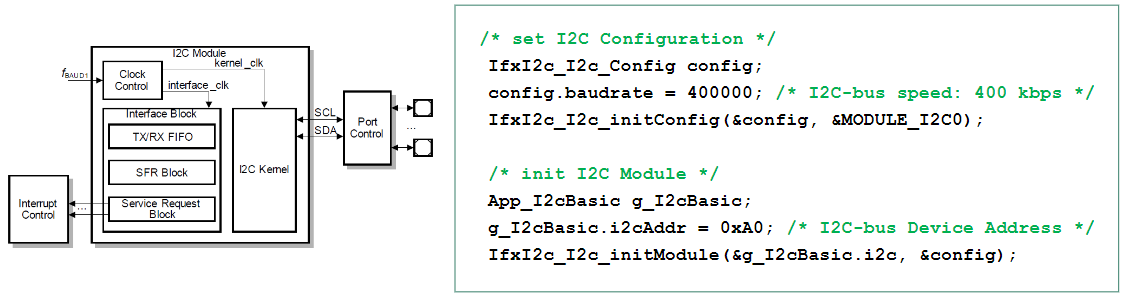 I2C Module
kernel_clk
fBAUD1
Clock
Control
interface_clk
Interface Block
TX/RX FIFO
SFR Block
Service Request
Block
I2C Kernel
SCL
SDA
Port
Control
...
Interrupt
Control
...
/* set I2C Configuration */
IfxI2c_I2c_Config config;
config.baudrate = 400000; /* I2C-bus speed: 400 kbps */
IfxI2c_I2c_initConfig(&config, &MODULE_I2C0);
/* init I2C Module */
App_I2cBasic g_I2cBasic;
g_I2cBasic.i2cAddr = 0xA0; /* I2C-bus Device Address */
IfxI2c_I2c_initModule(&g_I2cBasic.i2c, &config);